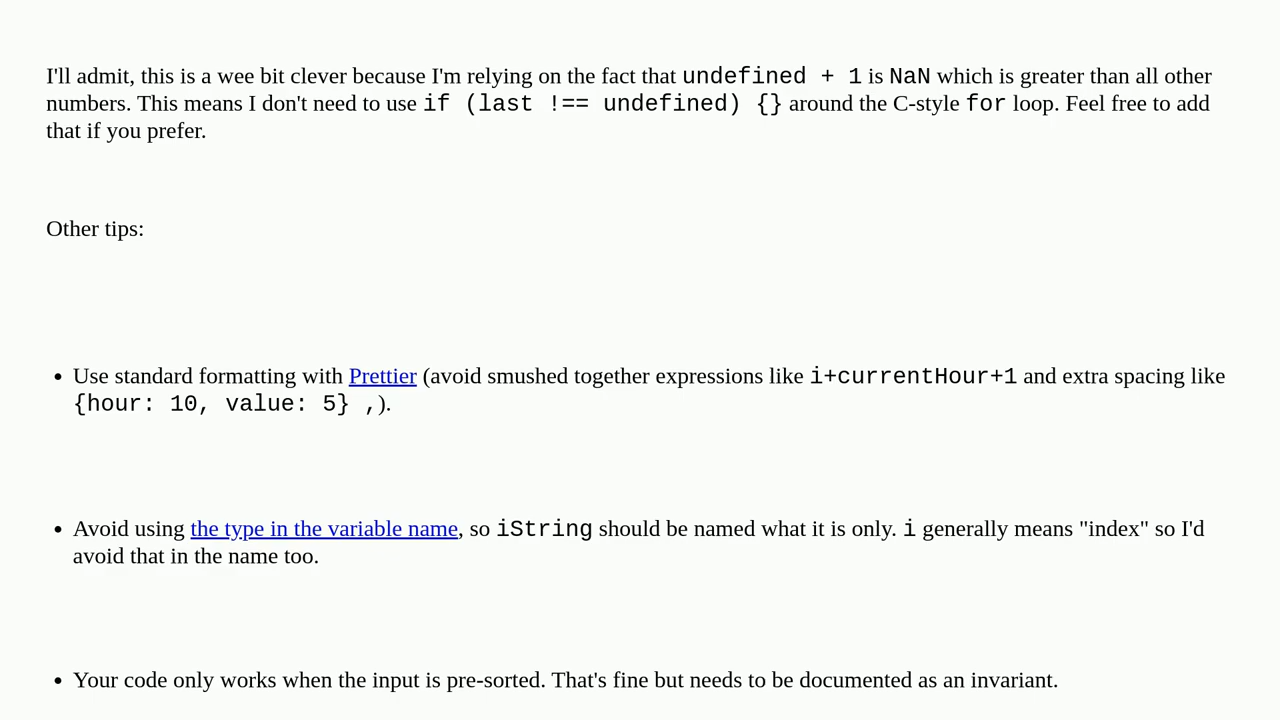 I'll admit, this is a wee bit clever because I'm relying on the fact that undefined + 1 is NaN which is greater than all other
numbers. This means I don't need to use if (last !== undefined) {} around the C-style for loop. Feel free to add
that if you prefer.
Other tips:
• Use standard formatting with Prettier (avoid smushed together expressions like i+currentHour+1 and extra spacing like
{hour: 10, value: 5} ,).
• Avoid using the type in the variable name, so iString should be named what it is only. i generally means "index" so I'd
avoid that in the name too.
• Your code only works when the input is pre-sorted. That's fine but needs to be documented as an invariant.